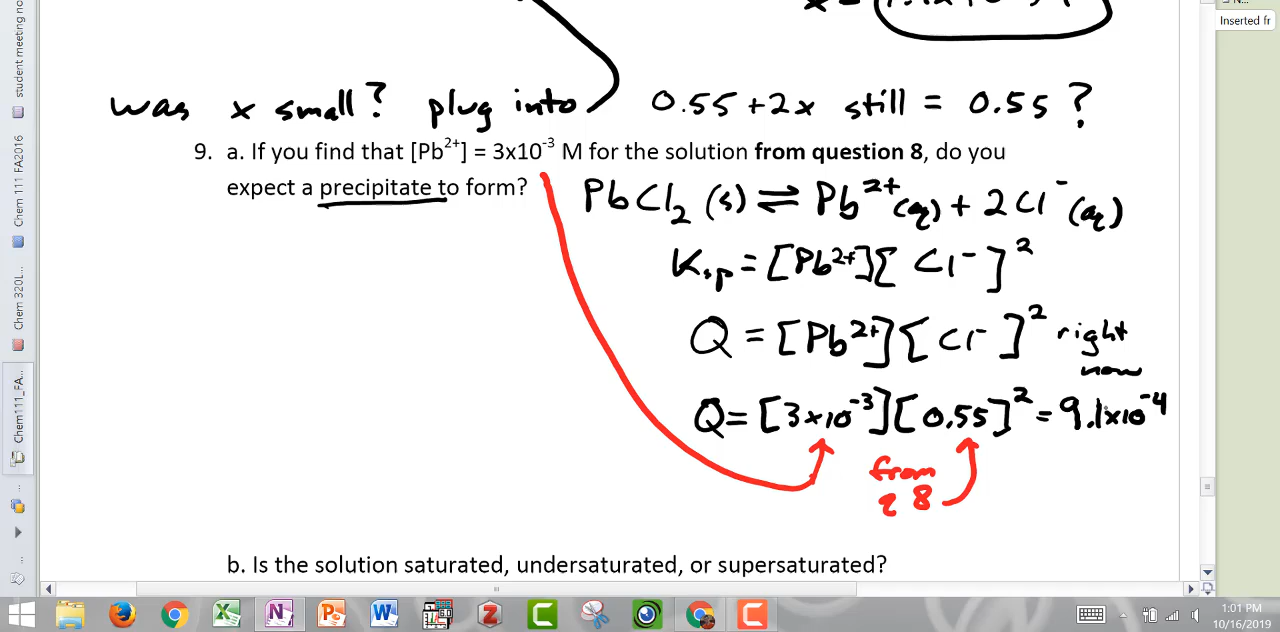 Inserted fr
student meeting no
Chem 111 FA2016
Chem 320L...
Chem111_FA
was x small? plug into 0.55 + 2x still = 0.55 ?
9. a. If you find that [Pb²⁺] = 3x10⁻³ M for the solution from question 8, do you
expect a precipitate to form?
PbCl₂ (s) ⇌ Pb²⁺(aq) + 2Cl⁻(aq)
Ksp = [Pb²⁺][Cl⁻]²
Q = [Pb²⁺][Cl⁻]² right
now
Q = [3x10⁻³][0.55]² = 9.1x10⁻⁴
from
q 8
b. Is the solution saturated, undersaturated, or supersaturated?
1:01 PM
10/16/2019